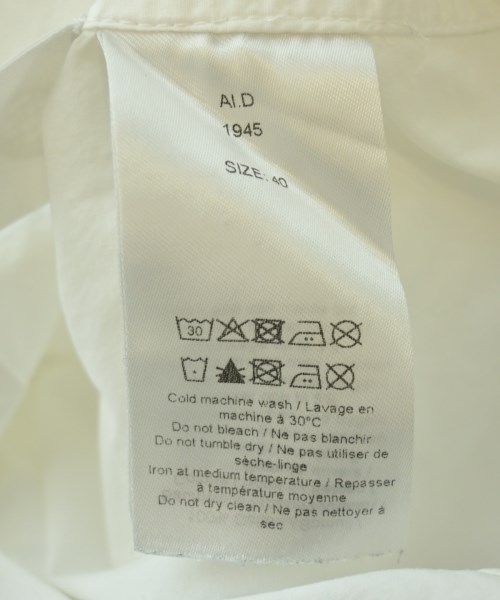 AI.D
1945
SIZE: 40
30
Cold machine wash / Lavage en
machine à 30°C
Do not bleach / Ne pas blanchir
Do not tumble dry / Ne pas utiliser de
sèche-linge
Iron at medium temperature / Repasser
à température moyenne
Do not dry clean / Ne pas nettoyer à
sec